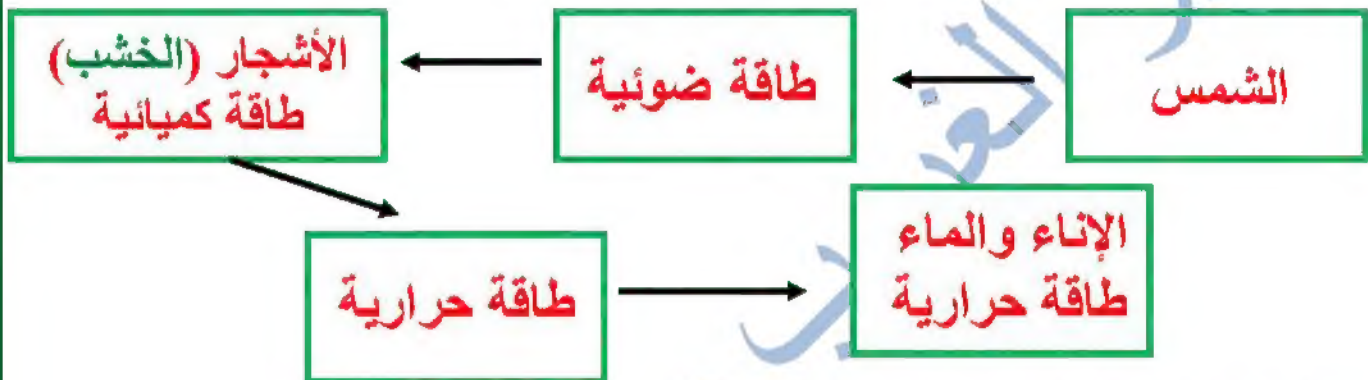 الشمس
طاقة ضوئية
الأشجار (الخشب)
طاقة كميائية
طاقة حرارية
الإناء والماء
طاقة حرارية